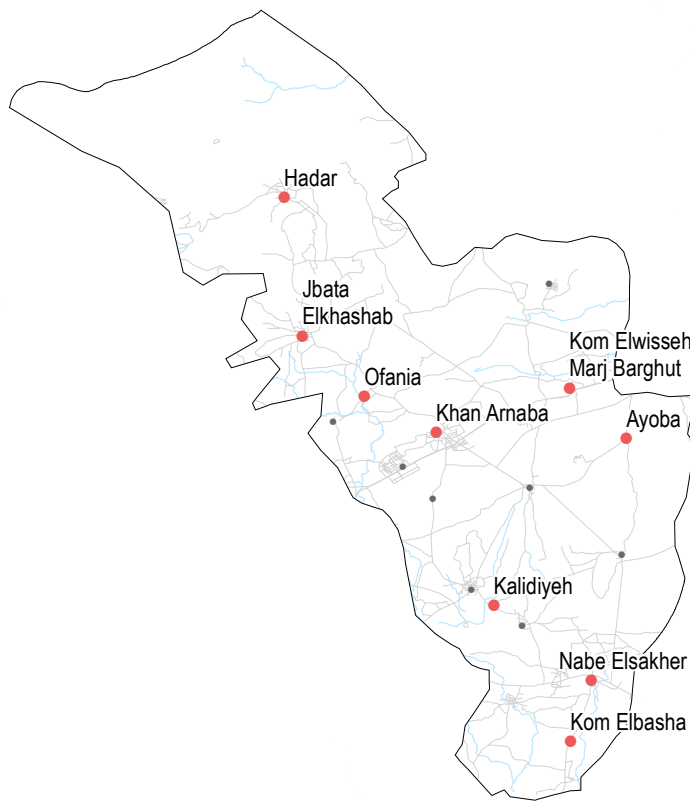 Hadar
Jbata
Elkhashab
Kom Elwisseh
Marj Barghut
Ofania
Khan Arnaba
Ayoba
Kalidiyeh
Nabe Elsakher
Kom Elbasha